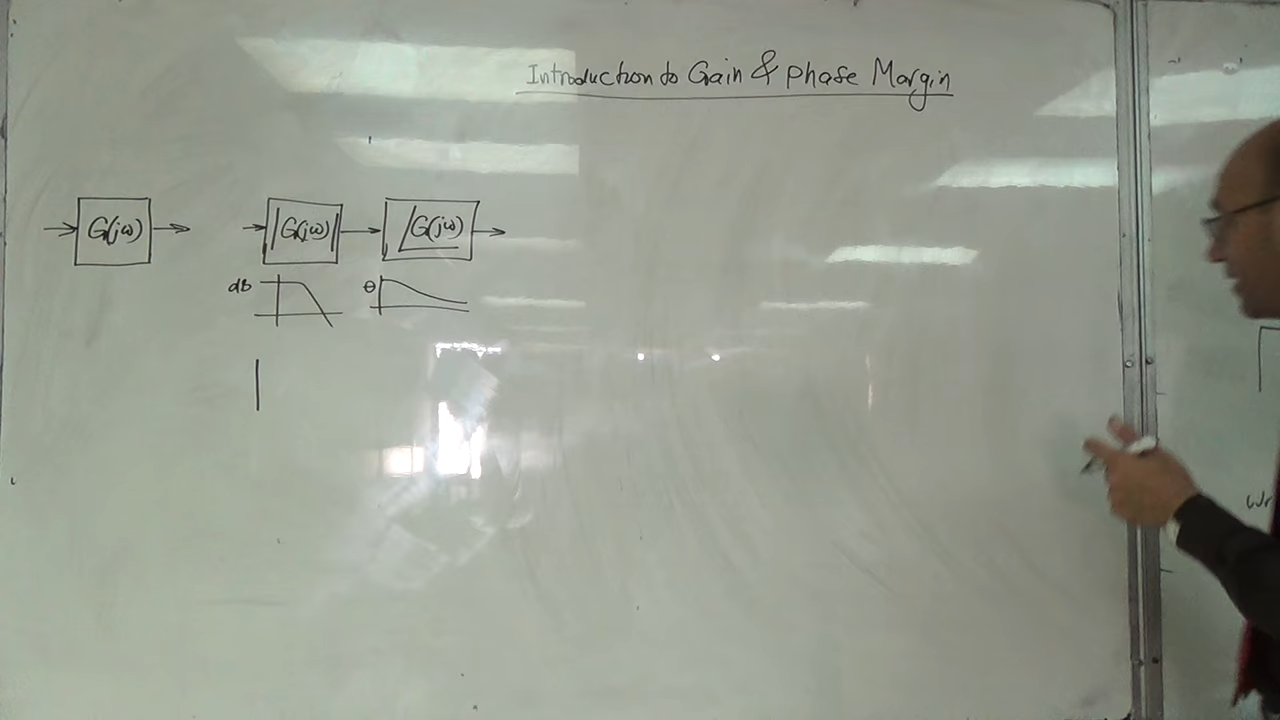 Introduction to Gain & Phase Margin
G(jω) |G(jω)| ∠G(jω)
dB θ